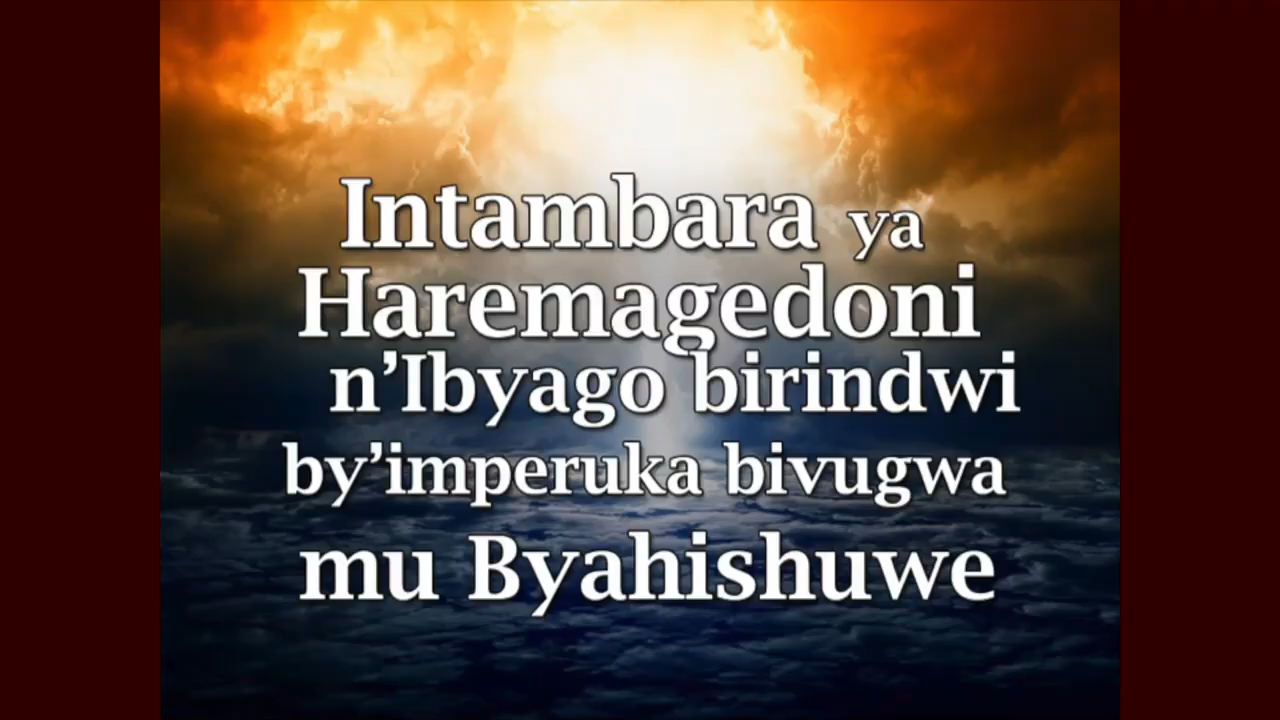 Intambara ya
Haremagedoni
n’Ibyago birindwi
by’imperuka bivugwa
mu Byahishuwe